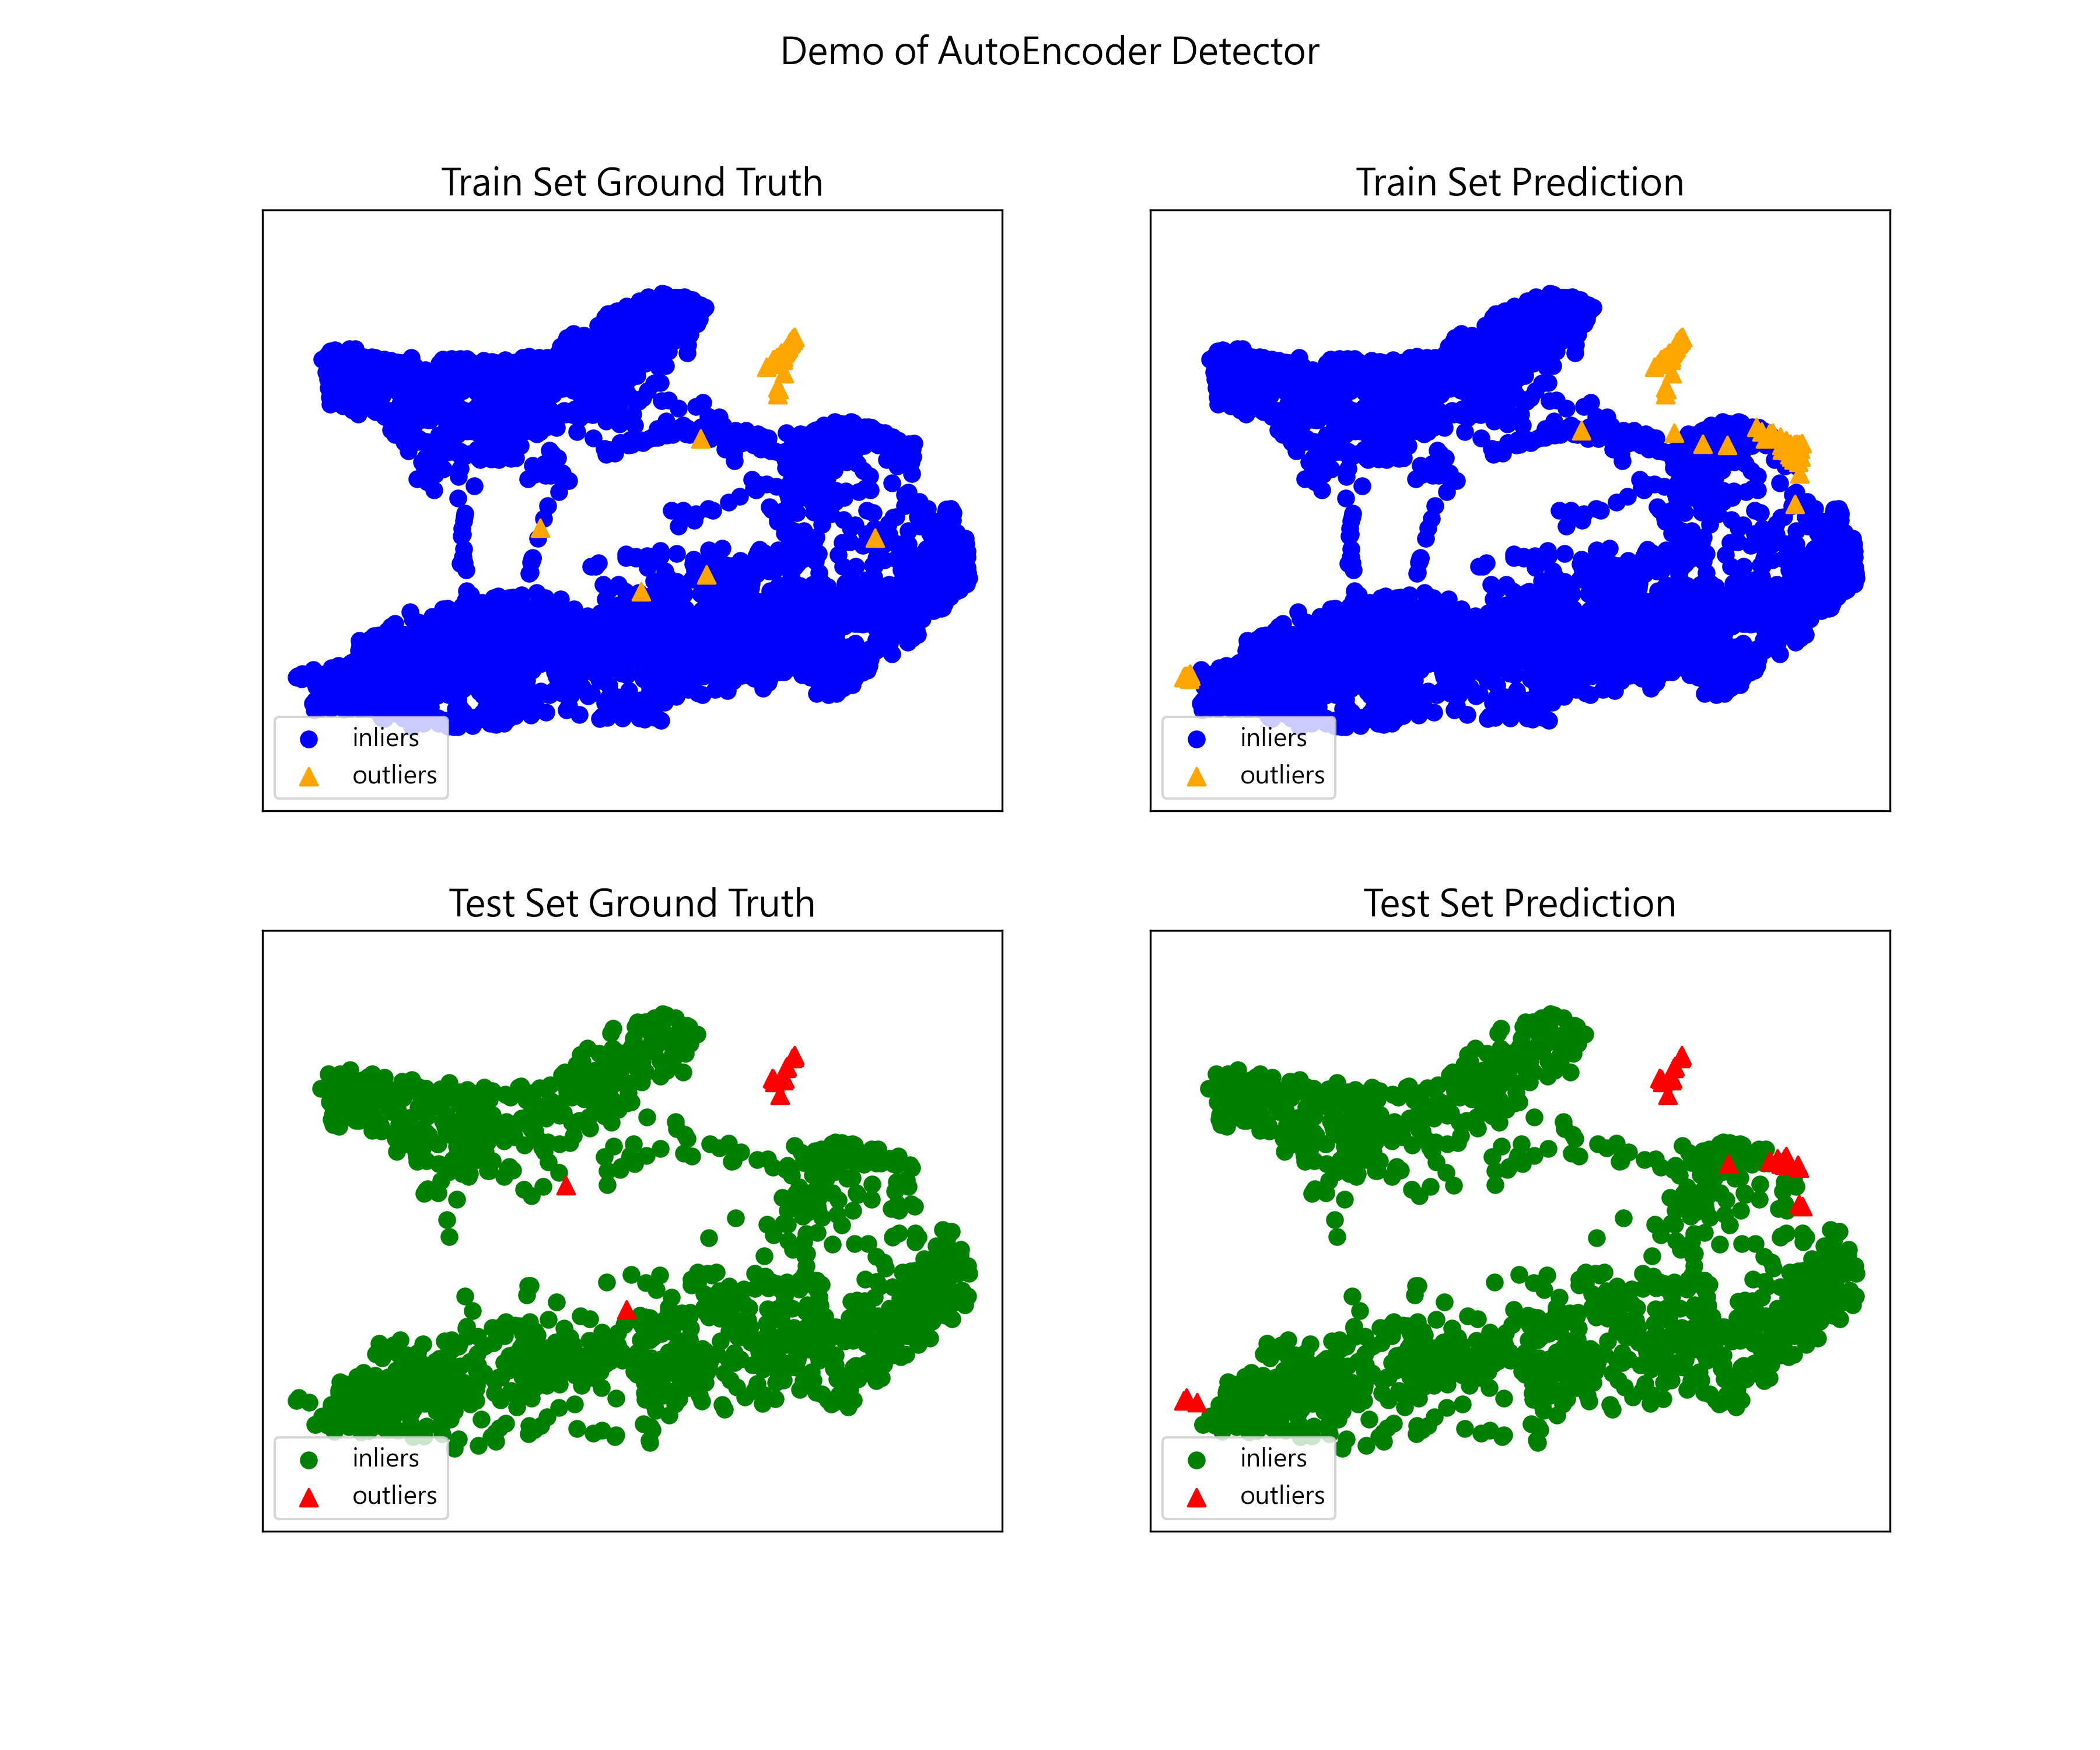 Demo of AutoEncoder Detector
Train Set Ground Truth
Train Set Prediction
inliers
outliers
inliers
outliers
Test Set Ground Truth
Test Set Prediction
inliers
outliers
inliers
outliers